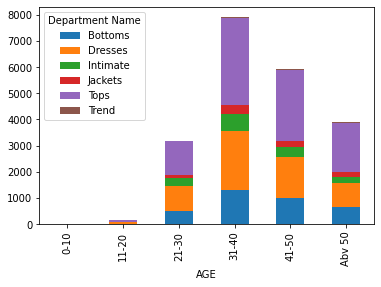 Department Name
Bottoms
Dresses
Intimate
Jackets
Tops
Trend
8000
7000
6000
5000
4000
3000
2000
1000
0
0-10
11-20
21-30
31-40
41-50
Abv 50
AGE